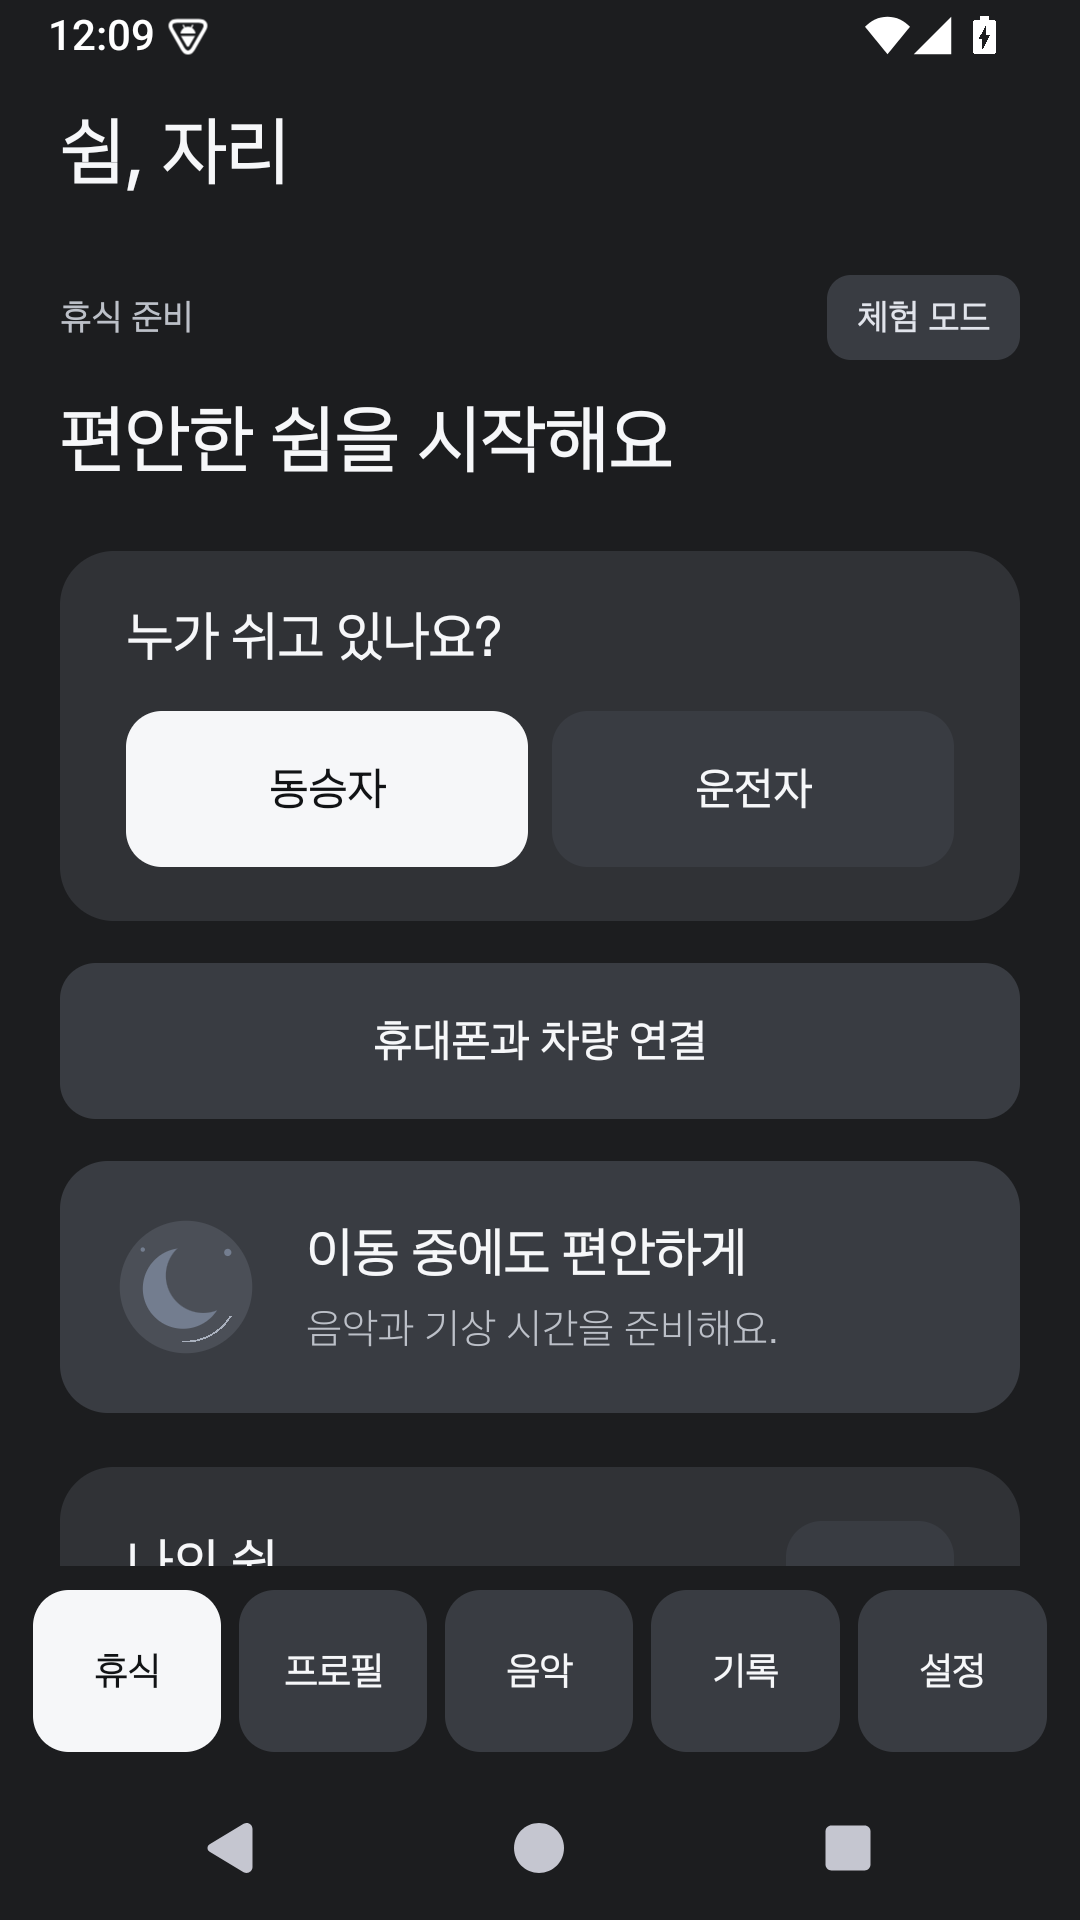 12:09
쉼, 자리
휴식 준비
체험 모드
편안한 쉼을 시작해요
누가 쉬고 있나요?
동승자
운전자
휴대폰과 차량 연결
이동 중에도 편안하게
음악과 기상 시간을 준비해요.
휴식
프로필
음악
기록
설정